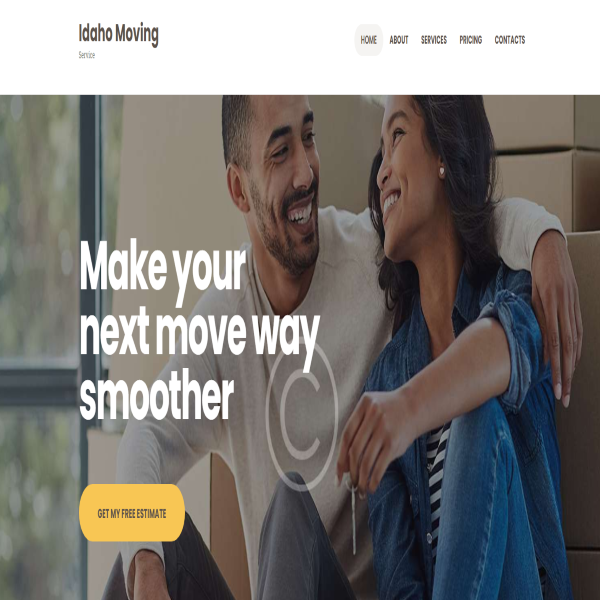 Idaho Moving
Service
HOME ABOUT SERVICES PRICING CONTACTS
Make your
next move way
smoother
©
GET MY FREE ESTIMATE